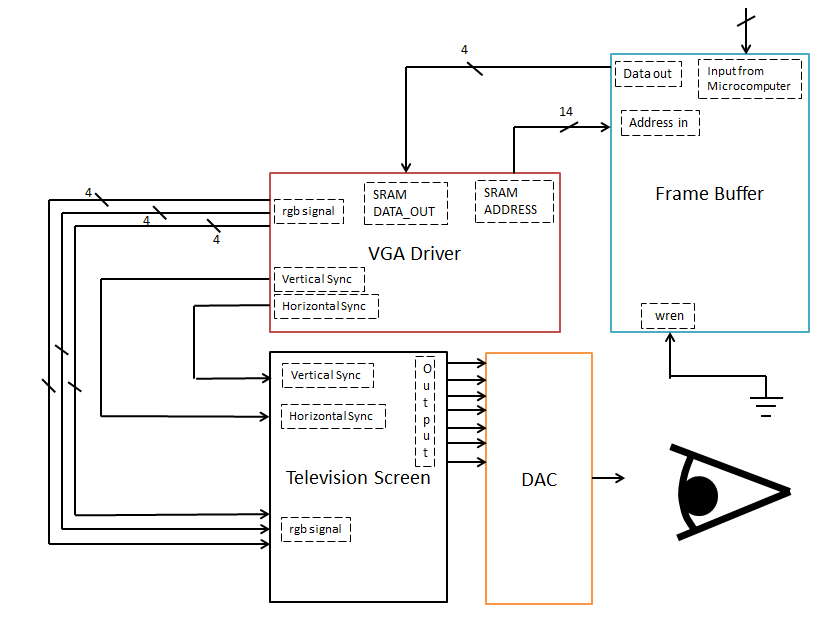 4
Data out
Input from
Microcomputer
14
Address in
Frame Buffer
4
4
4
rgb signal
SRAM
DATA_OUT
SRAM
ADDRESS
VGA Driver
Vertical Sync
Horizontal Sync
wren
Vertical Sync
Horizontal Sync
Output
Television Screen
rgb signal
DAC